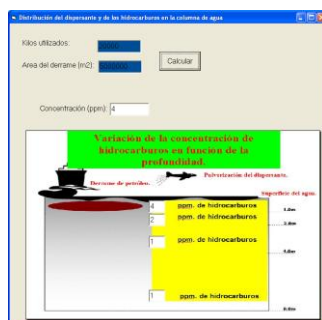 Distribución del dispersante y de los hidrocarburos en la columna de agua
Kilos utilizados:
Area del derrame (m2):
Calcular
Concentración (ppm): 4
Variación de la concentración de
hidrocarburos en función de la
profundidad.
Pulverización del dispersante.
Derrame de petróleo.
Superficie del agua.
4 ppm. de hidrocarburos
2 ppm. de hidrocarburos
1 ppm. de hidrocarburos
1 ppm. de hidrocarburos